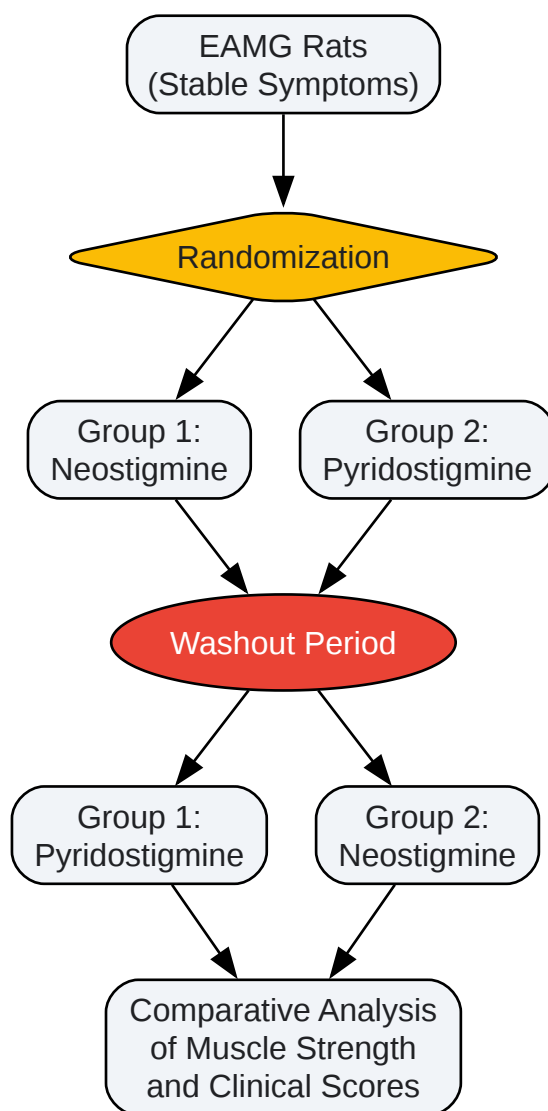 EAMG Rats
(Stable Symptoms)
Randomization
Group 1:
Neostigmine
Group 2:
Pyridostigmine
Washout Period
Group 1:
Pyridostigmine
Group 2:
Neostigmine
Comparative Analysis
of Muscle Strength
and Clinical Scores